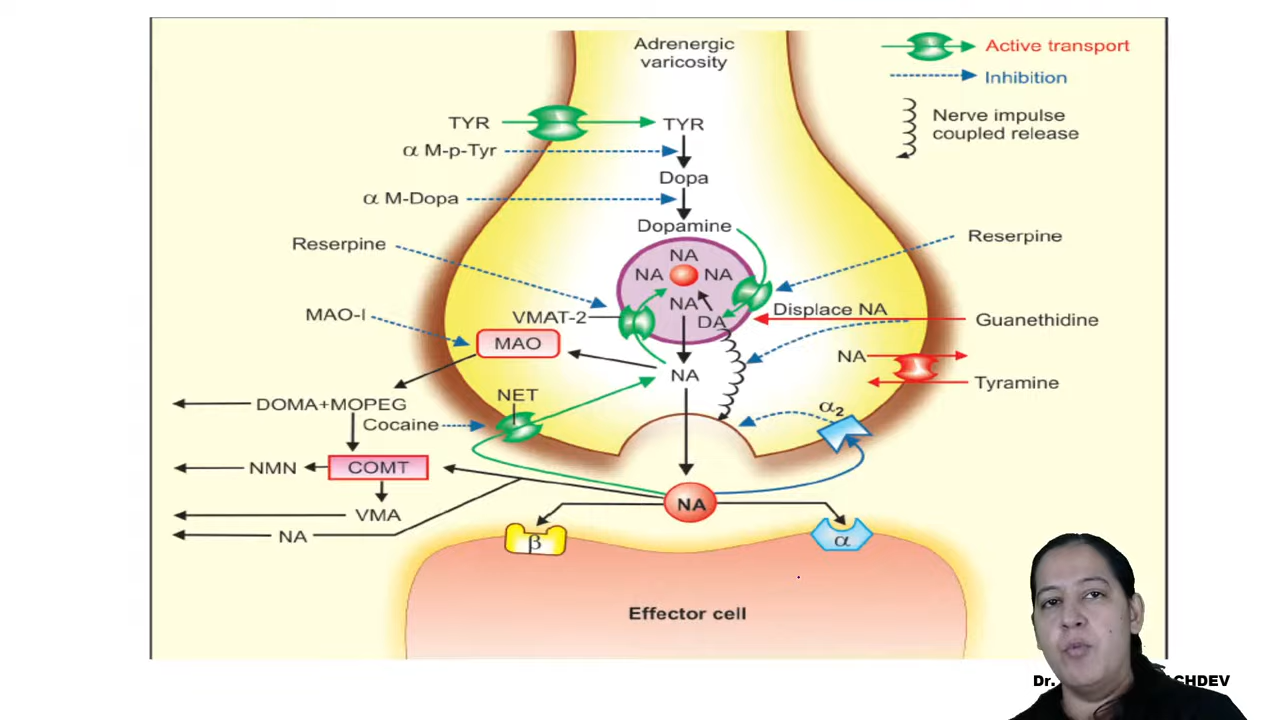 Adrenergic
varicosity
Active transport
Inhibition
Nerve impulse
coupled release
TYR
TYR
α M-p-Tyr
Dopa
α M-Dopa
Dopamine
Reserpine
Reserpine
NA
NA
NA
NA
DA
Displace NA
Guanethidine
VMAT-2
MAO-I
MAO
NA
NA
Tyramine
NET
DOMA+MOPEG
Cocaine
α2
NMN
COMT
VMA
NA
NA
β
α
Effector cell
Dr.